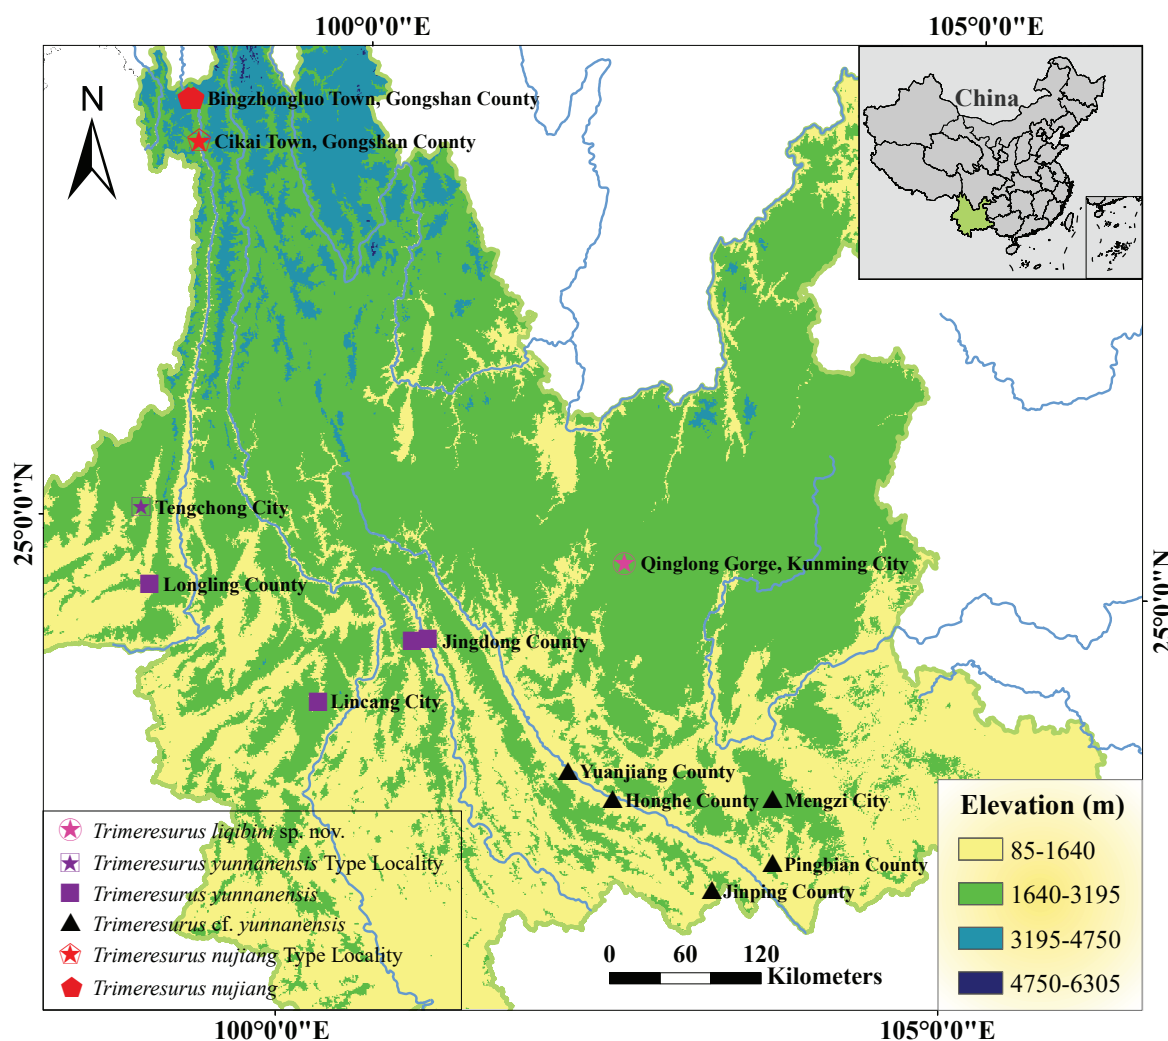 100°0'0"E
105°0'0"E
N
China
Bingzhongluo Town, Gongshan County
Cikai Town, Gongshan County
25°0'0"N
Tengchong City
Qinglong Gorge, Kunming City
Longling County
25°0'0"N
Jingdong County
Lincang City
Yuanjiang County
Honghe County
Mengzi City
Pingbian County
Jinping County
Trimeresurus liqibini sp. nov.
Trimeresurus yunnanensis Type Locality
Trimeresurus yunnanensis
Trimeresurus cf. yunnanensis
Trimeresurus nujiang Type Locality
Trimeresurus nujiang
0 60 120
Kilometers
Elevation (m)
85-1640
1640-3195
3195-4750
4750-6305
100°0'0"E
105°0'0"E